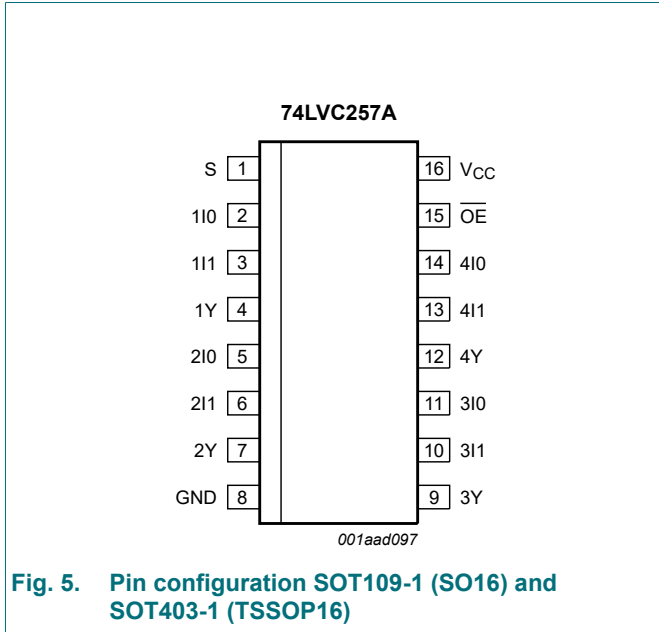 74LVC257A
S 1 16 VCC
1I0 2 15 OE
1I1 3 14 4I0
1Y 4 13 4I1
2I0 5 12 4Y
2I1 6 11 3I0
2Y 7 10 3I1
GND 8 9 3Y
001aad097
Fig. 5. Pin configuration SOT109-1 (SO16) and
SOT403-1 (TSSOP16)